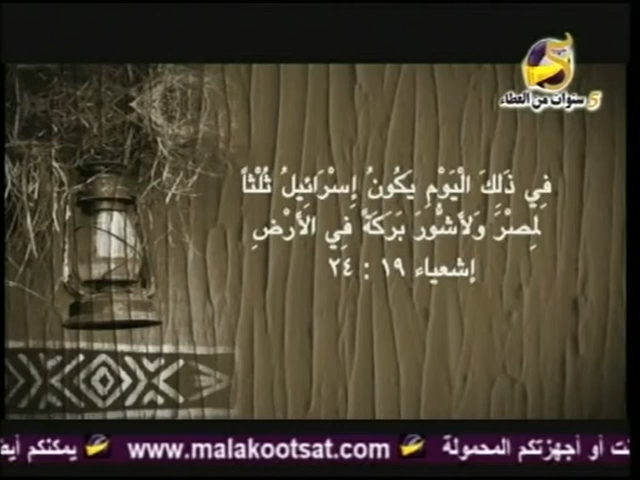 5 سنوات من العطاء
فِي ذَلِكَ الْيَوْمِ يَكُونُ إِسْرَائِيلُ ثُلْثاً
لِمِصْرَ وَلأَشُّورَ بَرَكَةً فِي الأَرْضِ
إشعياء ١٩ : ٢٤
أو أجهزتكم المحمولة www.malakootsat.com يمكنكم